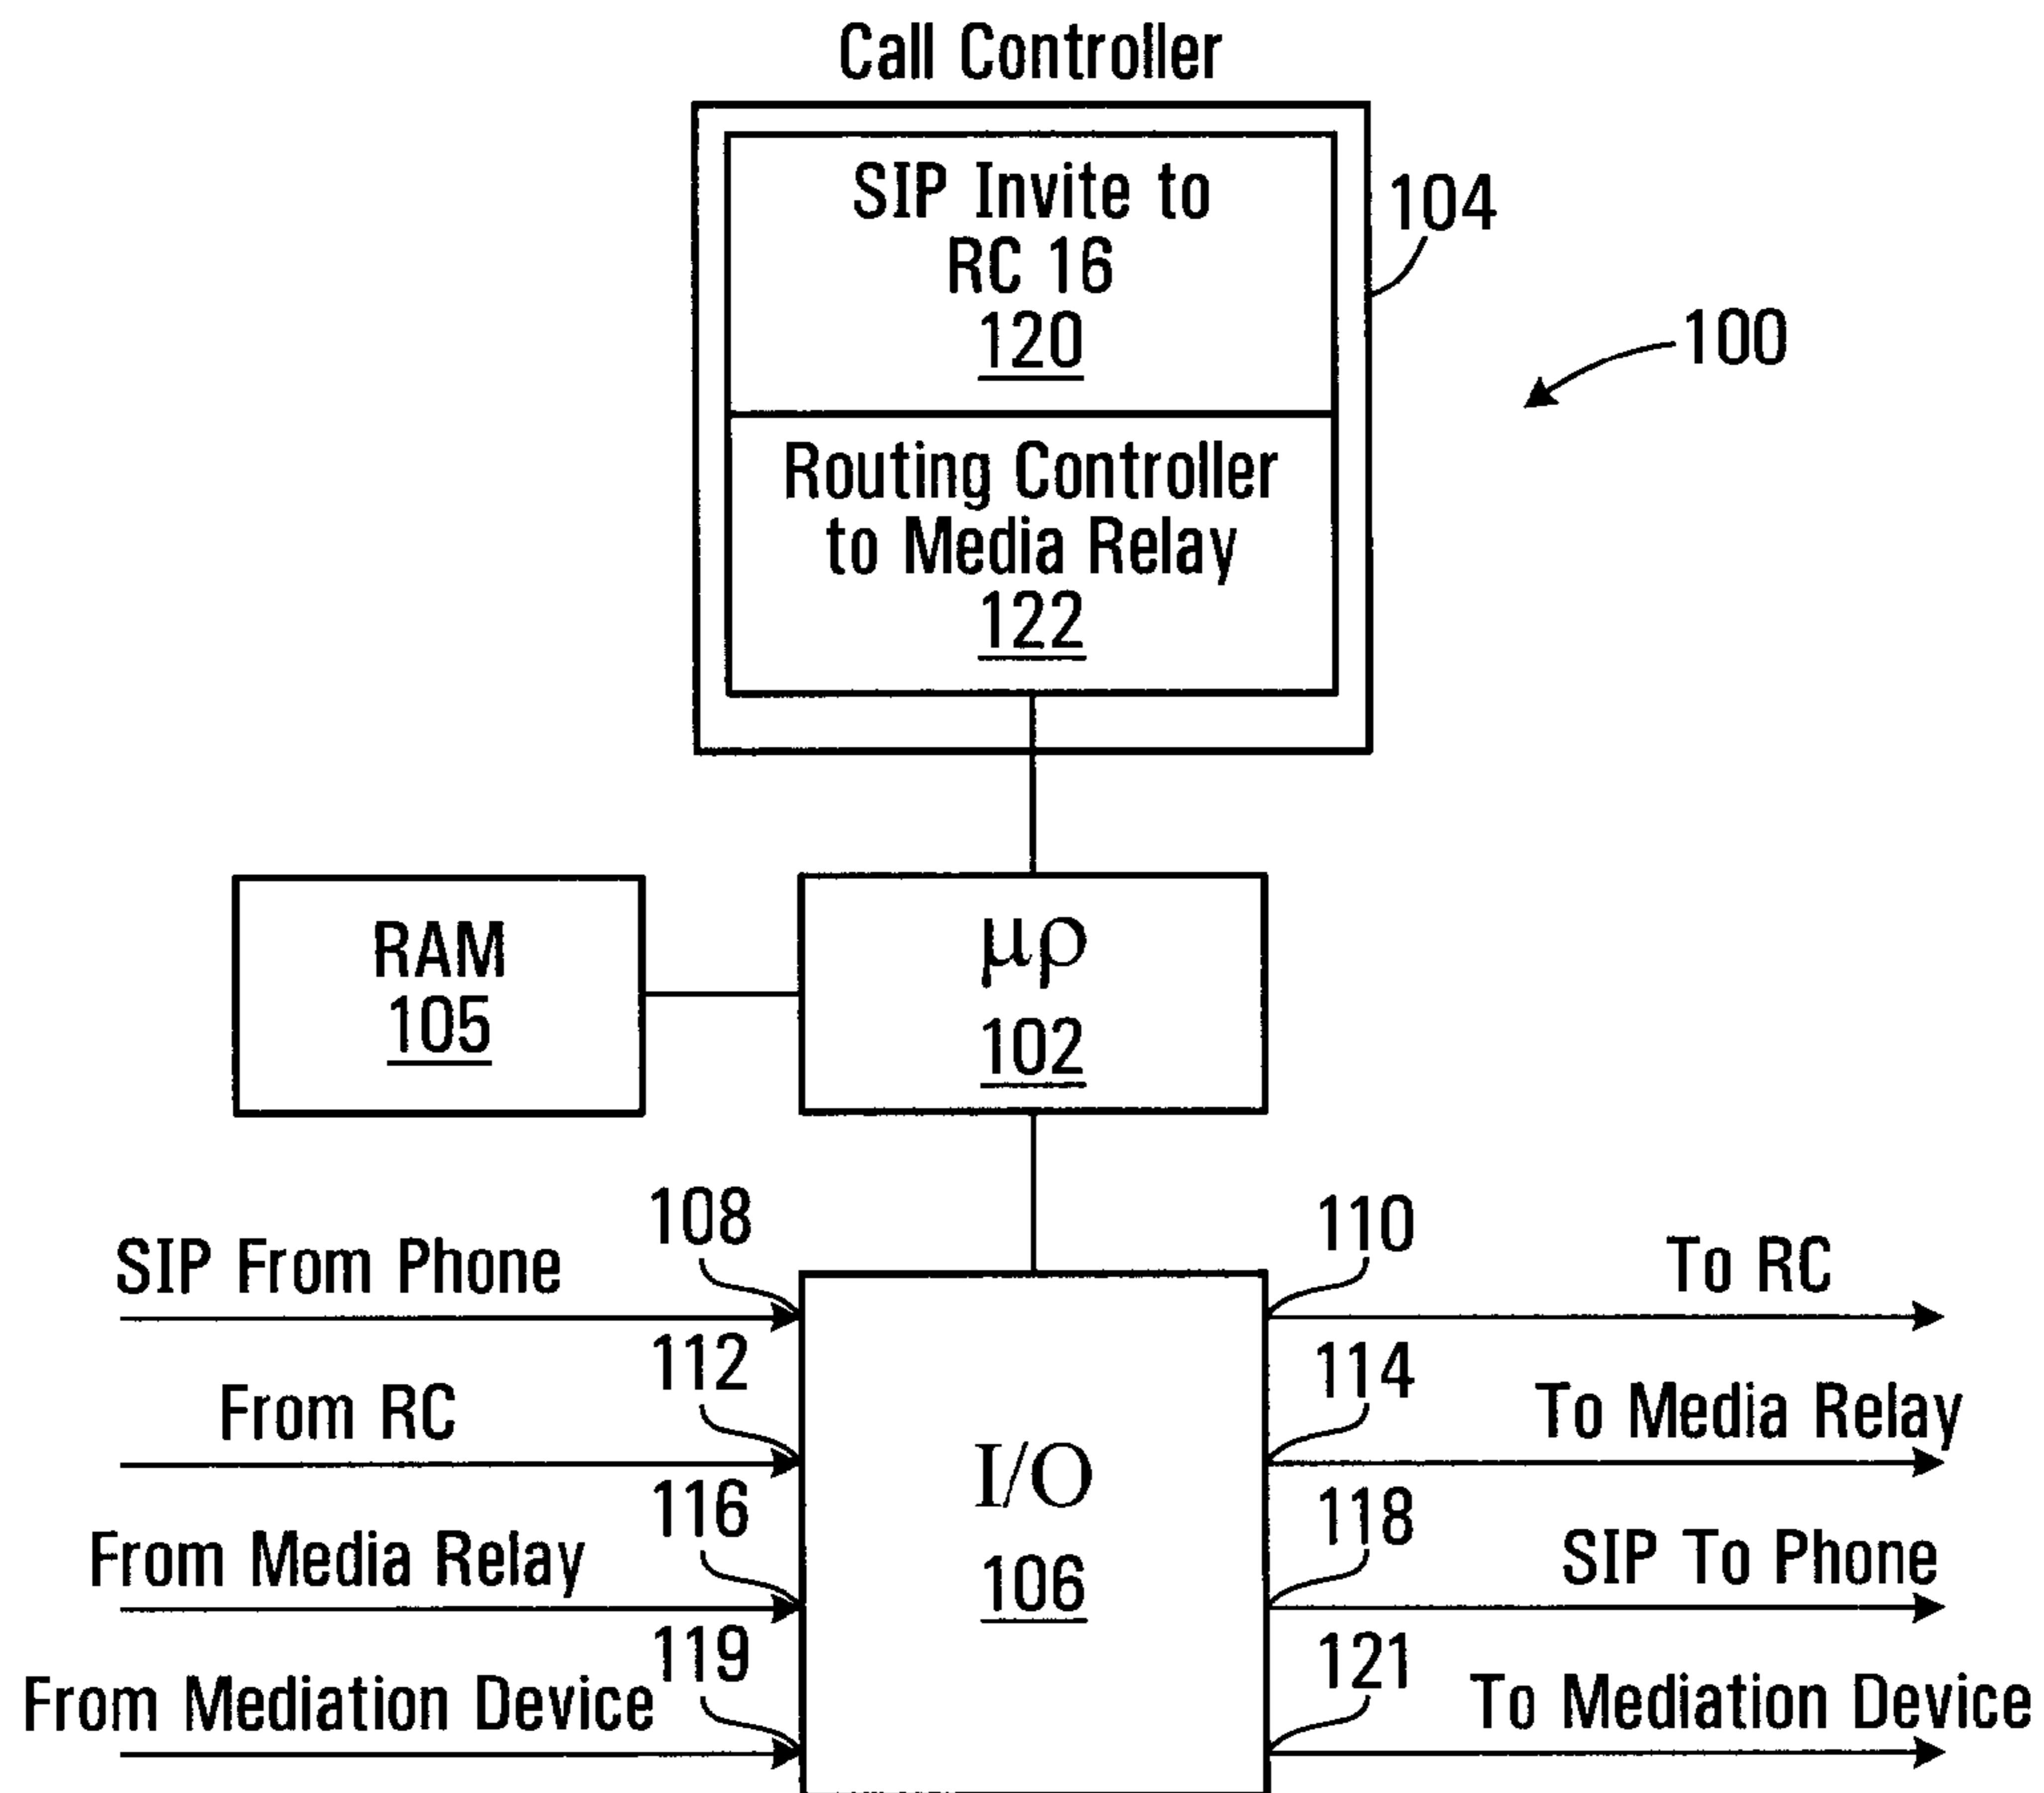 Call Controller
SIP Invite to
RC 16
120
104
100
Routing Controller
to Media Relay
122
RAM
105
μρ
102
108
SIP From Phone
110
To RC
112
From RC
114
To Media Relay
I/O
106
116
From Media Relay
118
SIP To Phone
119
From Mediation Device
121
To Mediation Device